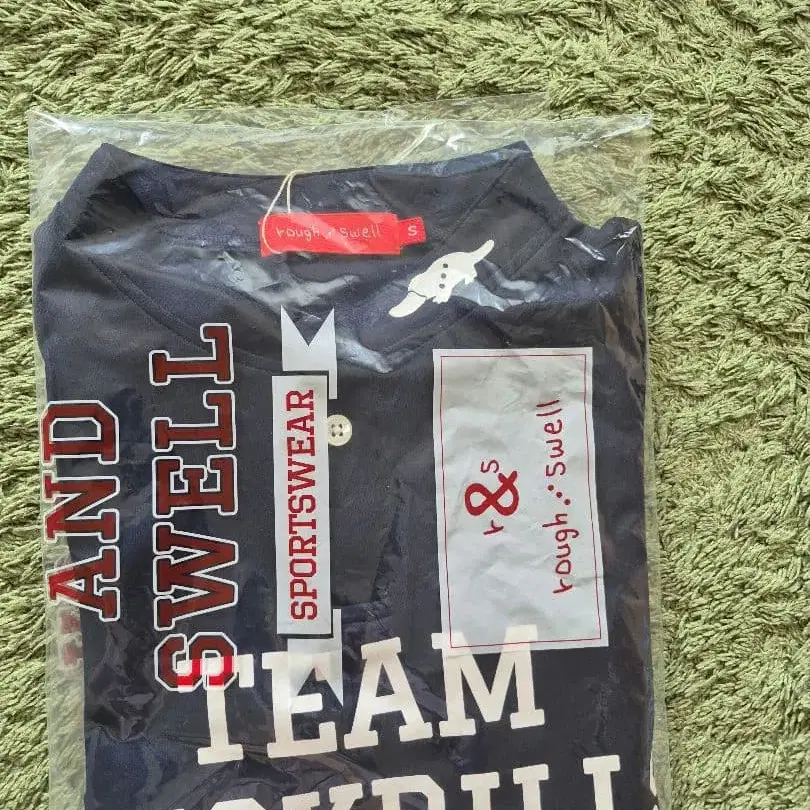 rough ∴ swell
S
AND
SWELL
SPORTSWEAR
r & s
rough ∴ swell
TEAM